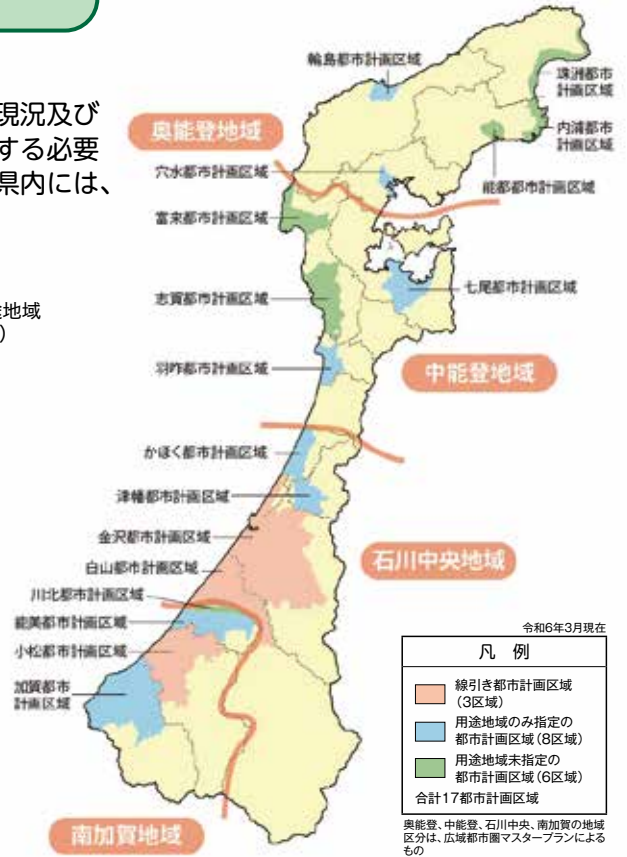 現況及び
する必要
県内には、
地域
)
輪島都市計画区域
珠洲都市
計画区域
内浦都市
計画区域
能都都市計画区域
奥能登地域
穴水都市計画区域
富来都市計画区域
志賀都市計画区域
七尾都市計画区域
羽咋都市計画区域
中能登地域
かほく都市計画区域
津幡都市計画区域
金沢都市計画区域
白山都市計画区域
石川中央地域
川北都市計画区域
能美都市計画区域
小松都市計画区域
加賀都市
計画区域
南加賀地域
令和6年3月現在
凡 例
線引き都市計画区域
(3区域)
用途地域のみ指定の
都市計画区域(8区域)
用途地域未指定の
都市計画区域(6区域)
合計17都市計画区域
奥能登、中能登、石川中央、南加賀の地域
区分は、広域都市圏マスタープランによる
もの